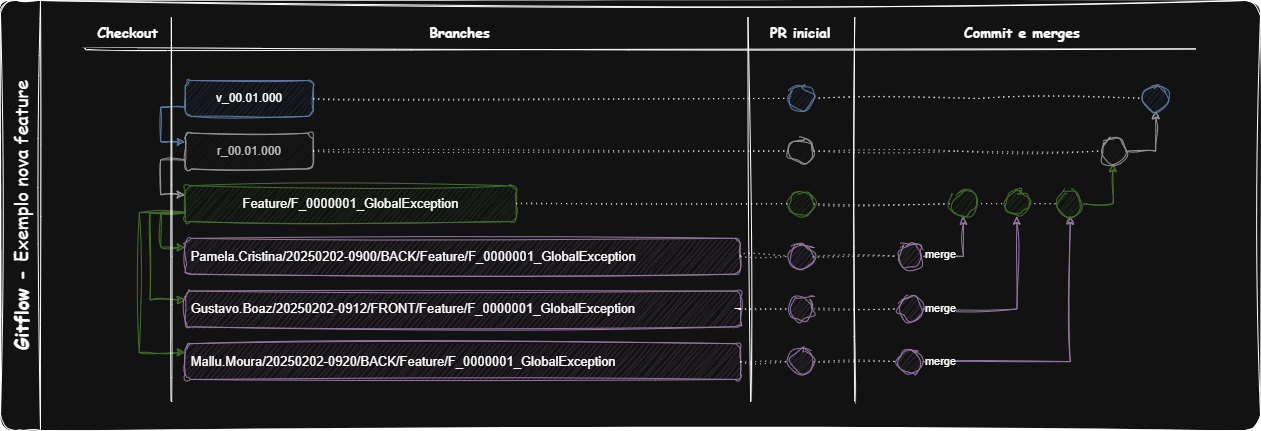 Gitflow - Exemplo nova feature
Checkout
Branches
PR inicial
Commit e merges
v_00.01.000
r_00.01.000
Feature/F_0000001_GlobalException
Pamela.Cristina/20250202-0900/BACK/Feature/F_0000001_GlobalException
merge
Gustavo.Boaz/20250202-0912/FRONT/Feature/F_0000001_GlobalException
merge
Mallu.Moura/20250202-0920/BACK/Feature/F_0000001_GlobalException
merge